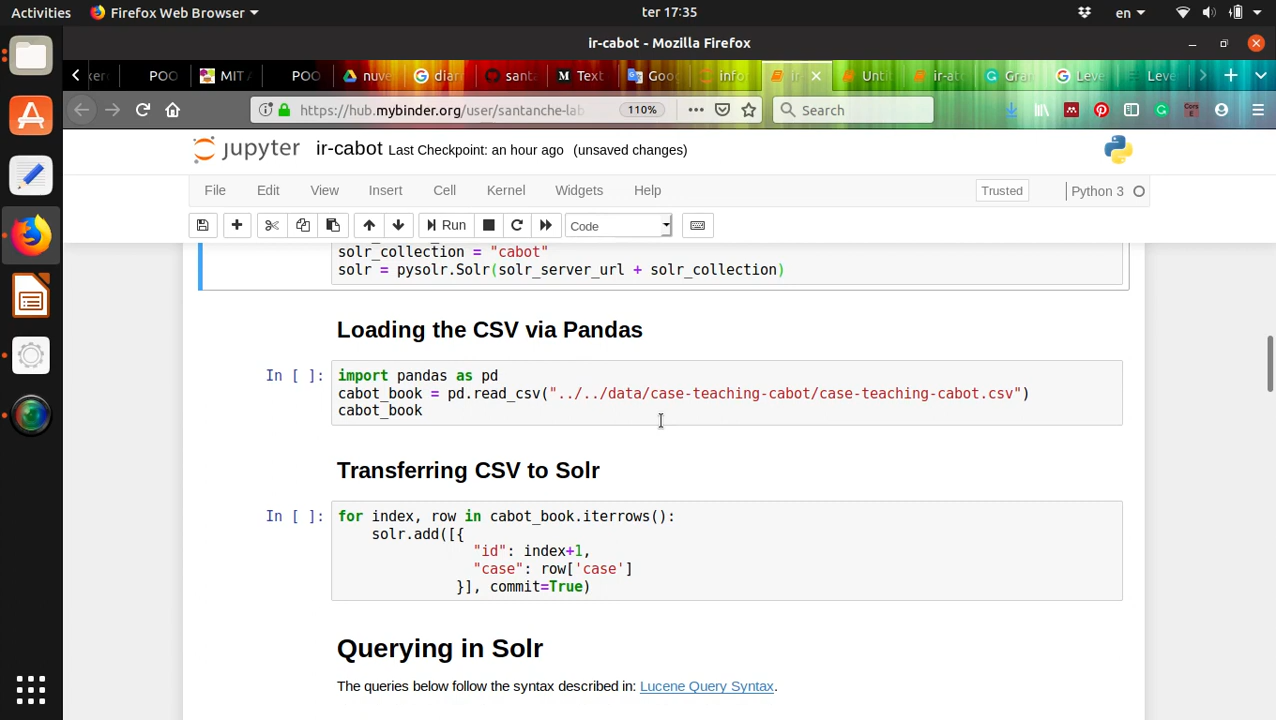 Activities Firefox Web Browser ter 17:35 en
ir-cabot - Mozilla Firefox
POO MIT POO nuve diar santa Text Goo info ir- Unti ir-at Gra Leve Leve
https://hub.mybinder.org/user/santanche-lab 110% Search
jupyter ir-cabot Last Checkpoint: an hour ago (unsaved changes)
File Edit View Insert Cell Kernel Widgets Help Trusted Python 3
Run Code
solr_collection = "cabot"
solr = pysolr.Solr(solr_server_url + solr_collection)
Loading the CSV via Pandas
In [ ]: import pandas as pd
cabot_book = pd.read_csv("../../data/case-teaching-cabot/case-teaching-cabot.csv")
cabot_book
Transferring CSV to Solr
In [ ]: for index, row in cabot_book.iterrows():
solr.add([{
"id": index+1,
"case": row['case']
}], commit=True)
Querying in Solr
The queries below follow the syntax described in: Lucene Query Syntax.